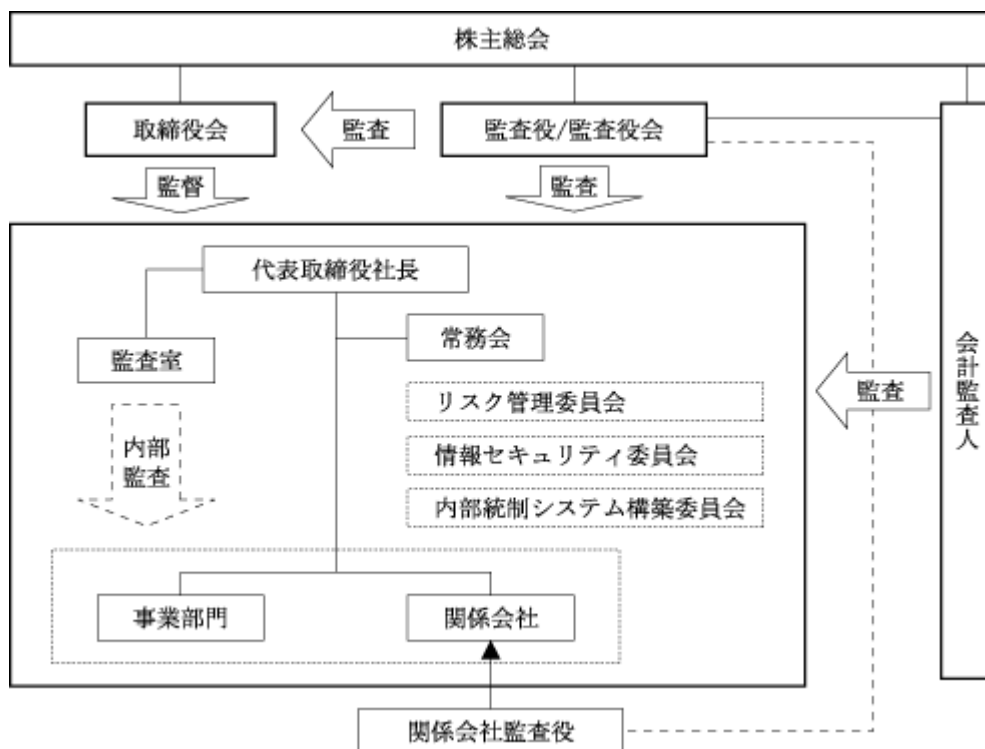 株主総会
取締役会
監査
監査役/監査役会
監督
監査
代表取締役社長
常務会
監査室
リスク管理委員会
監査
会計監査人
内部
監査
情報セキュリティ委員会
内部統制システム構築委員会
事業部門
関係会社
関係会社監査役